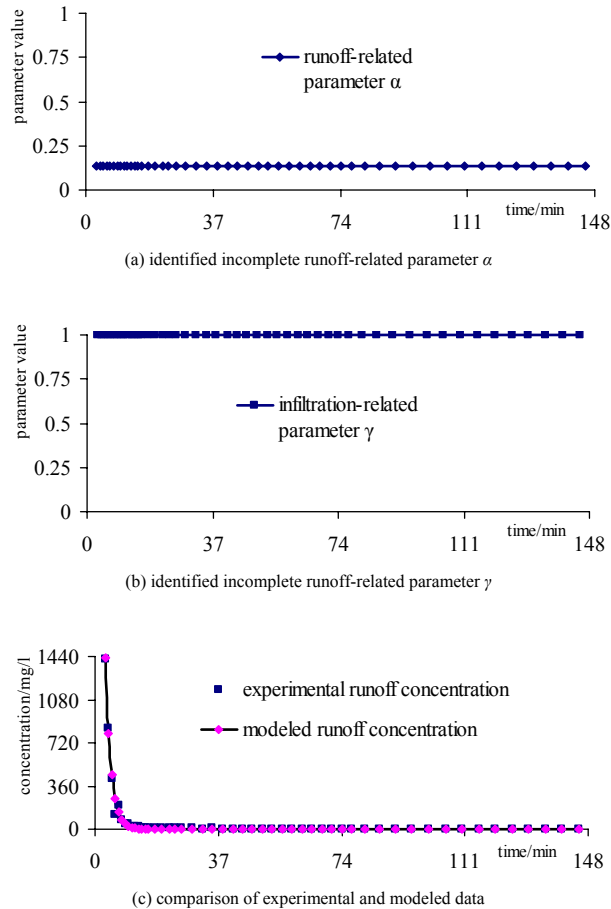 parameter value
1
0.75
0.5
0.25
0
runoff-related
parameter α
0
37
74
111
148
time/min
(a) identified incomplete runoff-related parameter α
parameter value
1
0.75
0.5
0.25
0
infiltration-related
parameter γ
0
37
74
111
148
time/min
(b) identified incomplete runoff-related parameter γ
concentration/mg/l
1440
1080
720
360
0
experimental runoff concentration
modeled runoff concentration
0
37
74
111
148
time/min
(c) comparison of experimental and modeled data